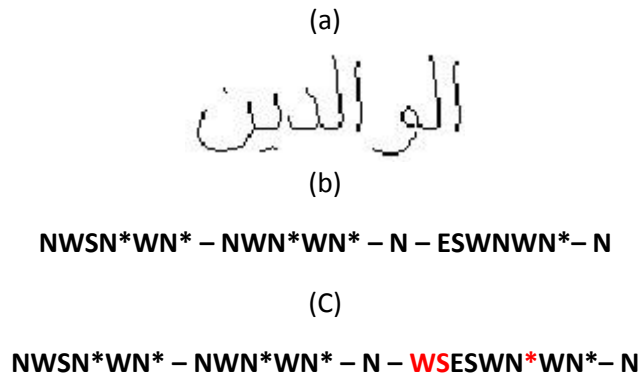 (a)
الوالدين
(b)
NWSN*WN* – NWN*WN* – N – ESWNWN*– N
(C)
NWSN*WN* – NWN*WN* – N – WSESWN*WN*– N